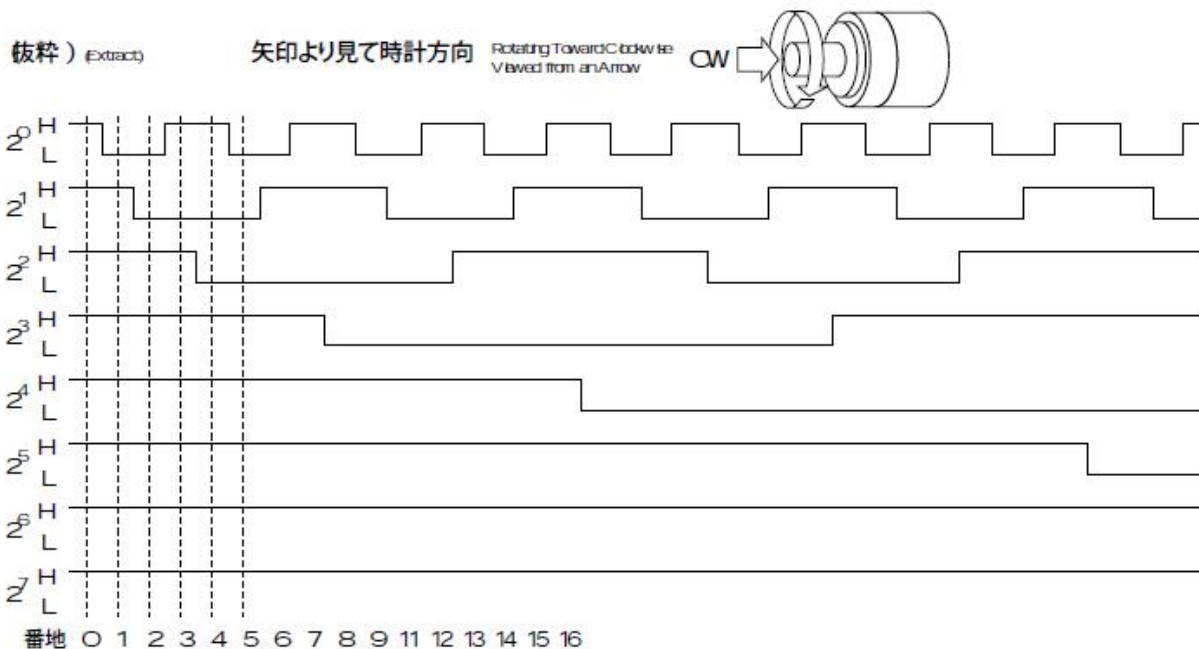 抜粋 ) (Extract)
矢印より見て時計方向 Rotating Toward Clockwise
Viewed from an Arrow
CW
2⁰ H
L
2¹ H
L
2² H
L
2³ H
L
2⁴ H
L
2⁵ H
L
2⁶ H
L
2⁷ H
L
番地 0 1 2 3 4 5 6 7 8 9 11 12 13 14 15 16